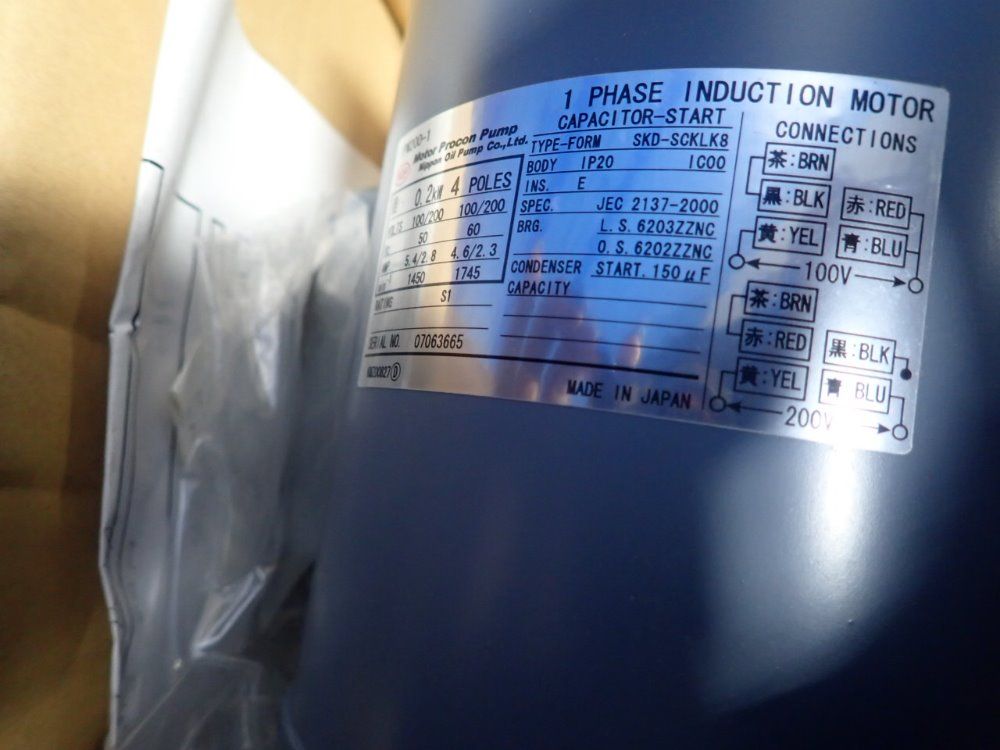 1 PHASE INDUCTION MOTOR
CAPACITOR-START
Motor Procon Pump
Nippon Oil Pump Co., Ltd.
0.2kW 4 POLES
VOLTS 100/200 100/200
50 60
5.4/2.8 4.6/2.3
1450 1745
RATING S1
SERIAL NO. 07063665
TYPE-FORM SKD-SCKLK8
BODY IP20 IC00
INS. E
SPEC. JEC 2137-2000
BRG. L.S. 6203ZZNC
O.S. 6202ZZNC
CONDENSER START. 150μF
CAPACITY
MADE IN JAPAN
CONNECTIONS
茶:BRN
黒:BLK
赤:RED
黄:YEL
青:BLU
100V
茶:BRN
赤:RED
黒:BLK
黄:YEL
青 BLU
200V